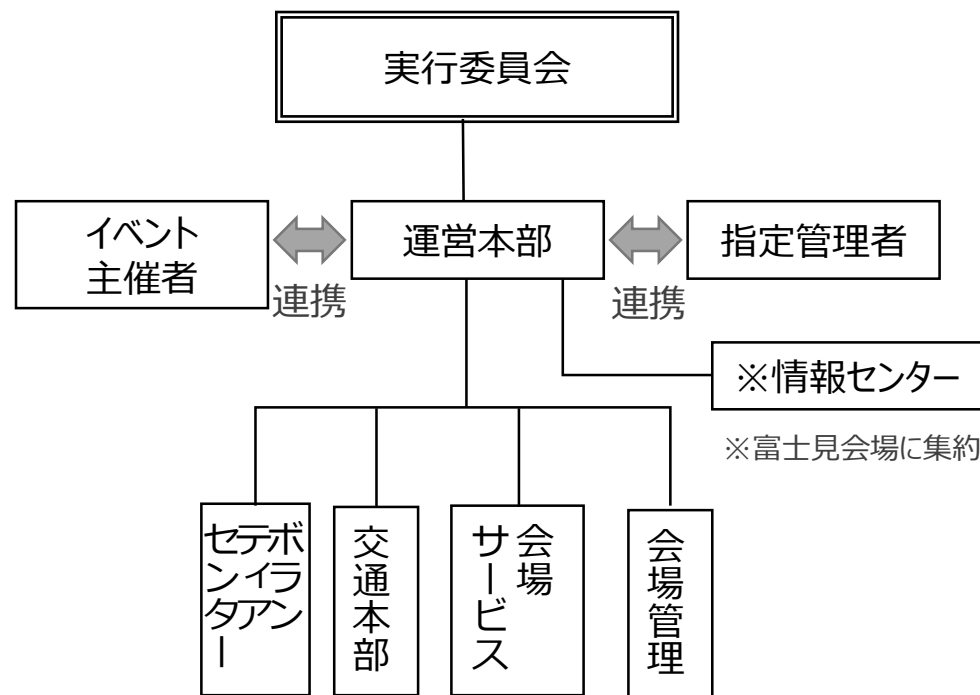 実行委員会
イベント
主催者
連携
運営本部
連携
指定管理者
※情報センター
※富士見会場に集約
ボラン
ティア
センター
交通本部
会場
サービス
会場管理